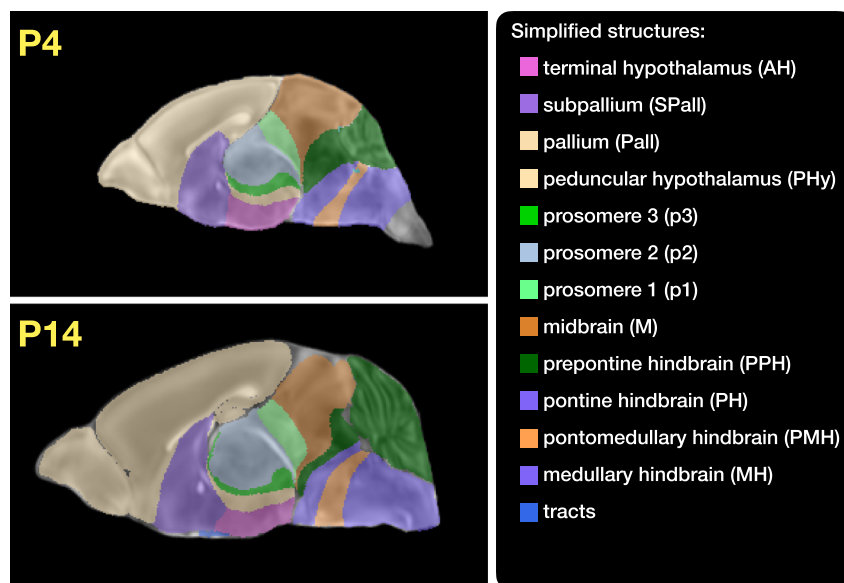 P4
P14
Simplified structures:
terminal hypothalamus (AH)
subpallium (SPall)
pallium (Pall)
peduncular hypothalamus (PHy)
prosomere 3 (p3)
prosomere 2 (p2)
prosomere 1 (p1)
midbrain (M)
prepontine hindbrain (PPH)
pontine hindbrain (PH)
pontomedullary hindbrain (PMH)
medullary hindbrain (MH)
tracts